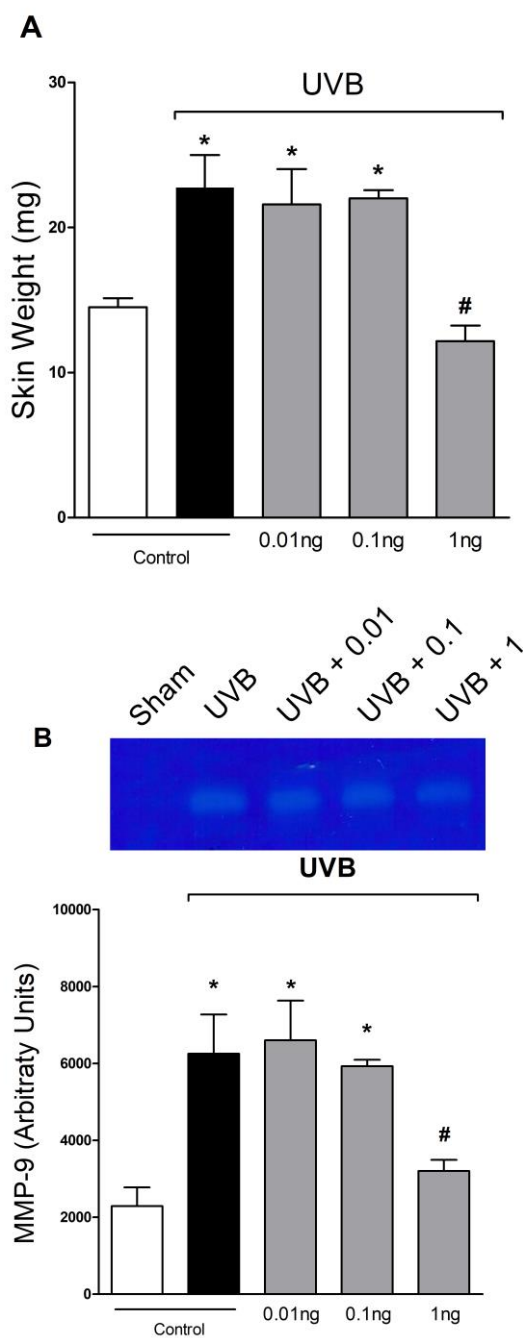 A
UVB
Skin Weight (mg)
30
20
10
0
*
*
*
#
Control
0.01ng
0.1ng
1ng
B
Sham
UVB
UVB + 0.01
UVB + 0.1
UVB + 1
UVB
MMP-9 (Arbitraty Units)
10000
8000
6000
4000
2000
0
*
*
*
#
Control
0.01ng
0.1ng
1ng